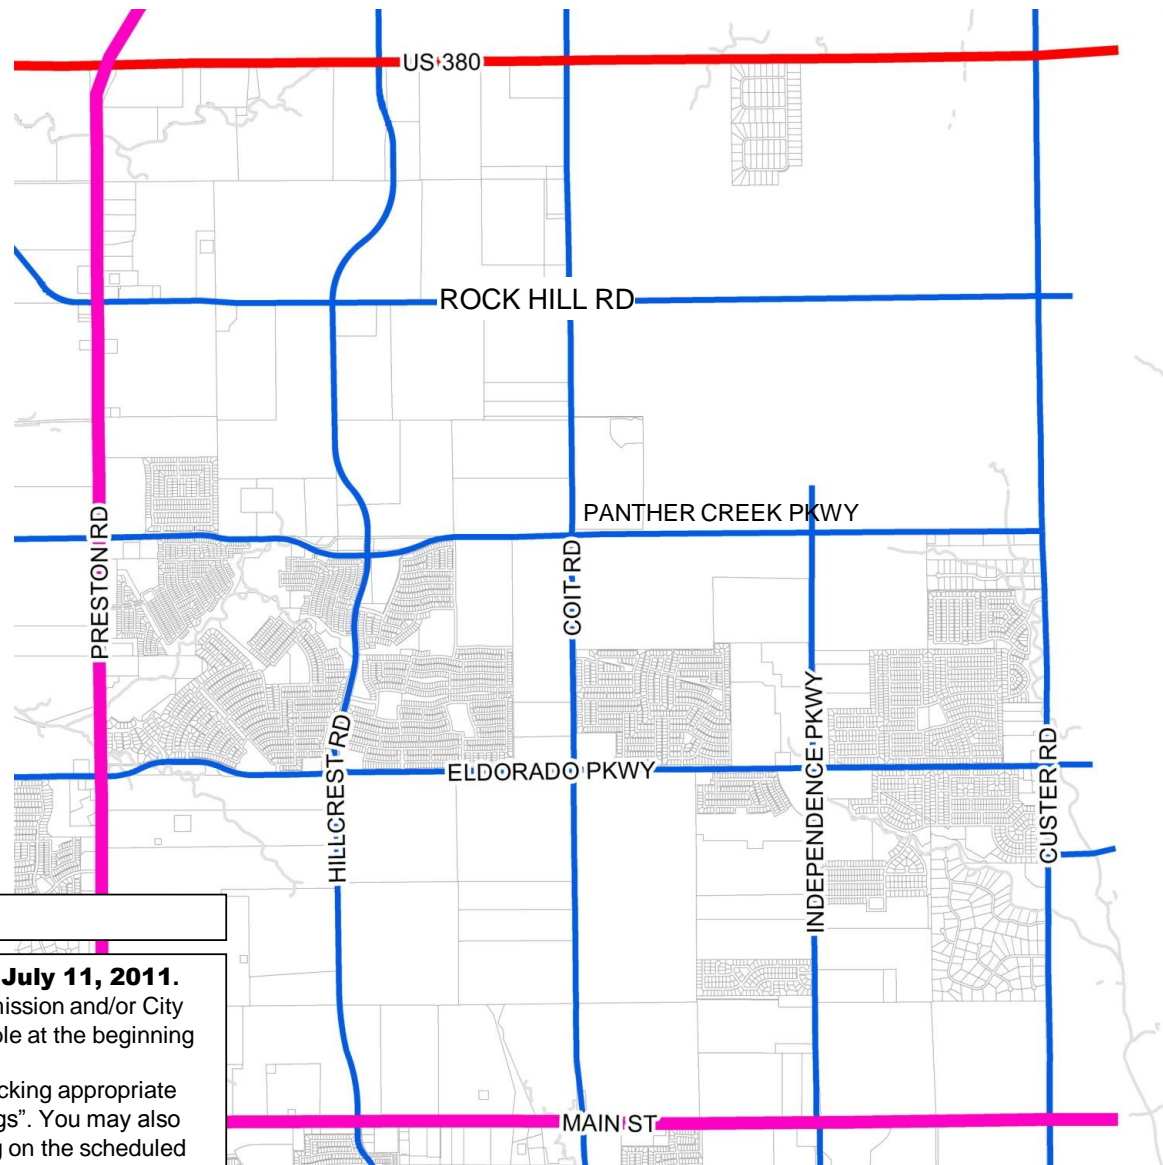 US 380
ROCK HILL RD
PANTHER CREEK PKWY
PRESTON RD
COIT RD
HILLCREST RD
ELDORADO PKWY
INDEPENDENCE PKWY
CUSTER RD
MAIN ST
July 11, 2011.
ission and/or City
le at the beginning
cking appropriate
gs”. You may also
g on the scheduled